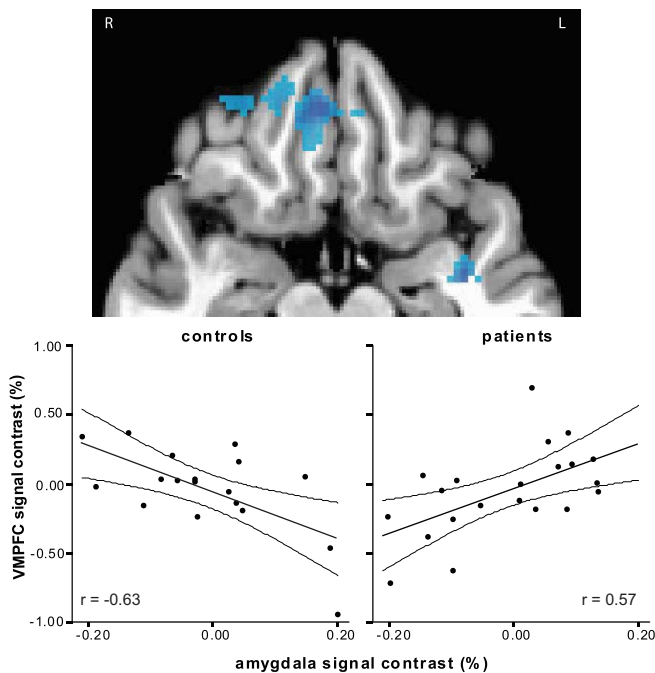 R L
controls patients
1.00
0.50
0.00
-0.50
-1.00
VMPFC signal contrast (%)
r = -0.63 r = 0.57
-0.20 0.00 0.20 -0.20 0.00 0.20
amygdala signal contrast (%)